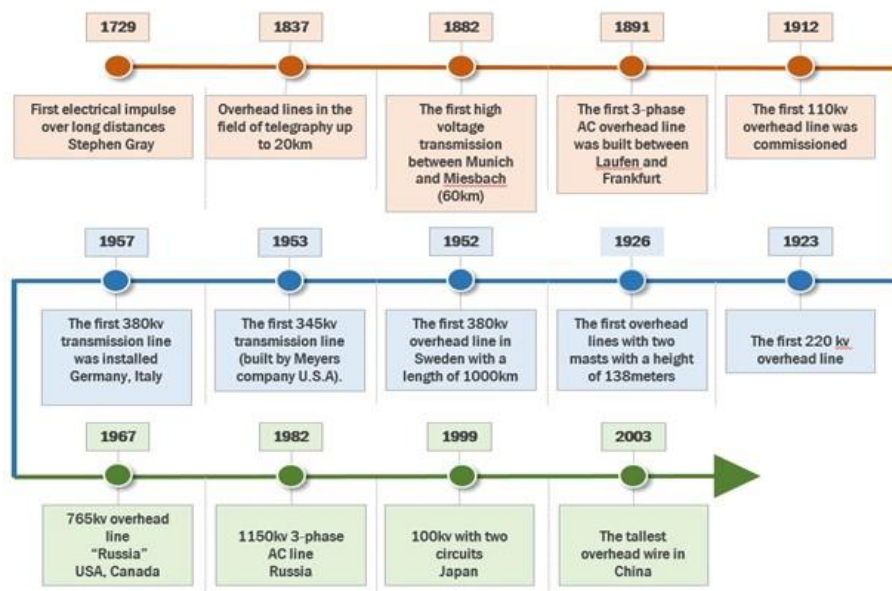 1729
First electrical impulse
over long distances
Stephen Gray
1837
Overhead lines in the
field of telegraphy up
to 20km
1882
The first high
voltage
transmission
between Munich
and Miesbach
(60km)
1891
The first 3-phase
AC overhead line
was built between
Laufen and
Frankfurt
1912
The first 110kv
overhead line was
commissioned
1923
The first 220 kv
overhead line
1926
The first overhead
lines with two
masts with a height
of 138meters
1952
The first 380kv
overhead line in
Sweden with a
length of 1000km
1953
The first 345kv
transmission line
(built by Meyers
company U.S.A).
1957
The first 380kv
transmission line
was installed
Germany, Italy
1967
765kv overhead
line
“Russia”
USA, Canada
1982
1150kv 3-phase
AC line
Russia
1999
100kv with two
circuits
Japan
2003
The tallest
overhead wire in
China